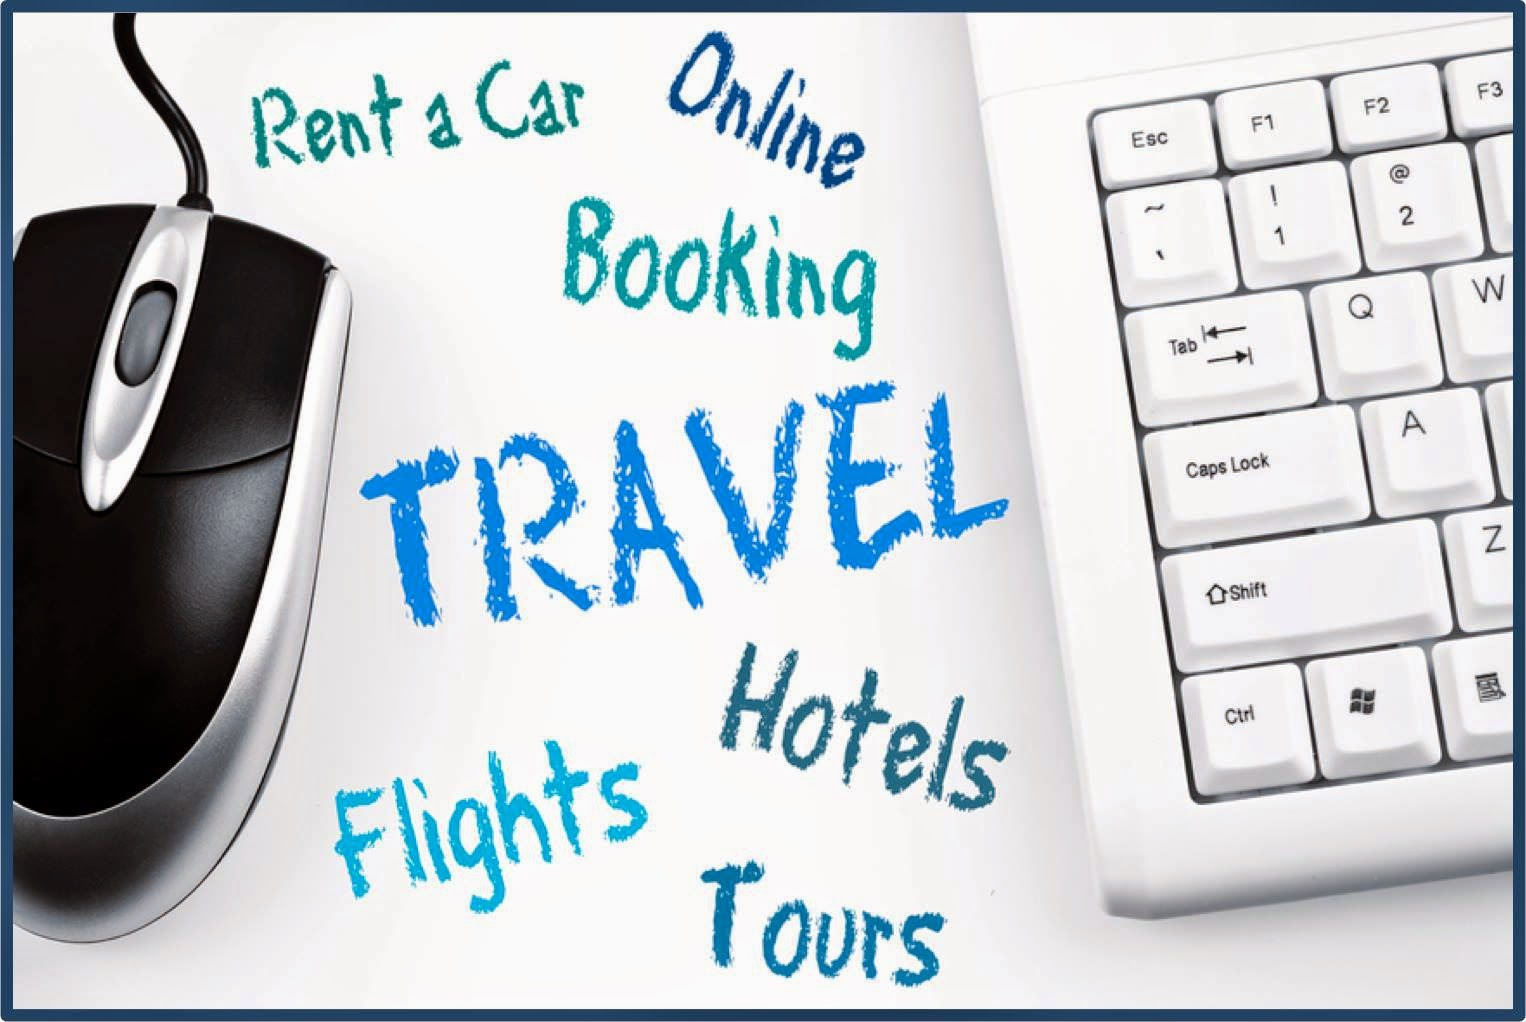 Rent a Car
Online
Booking
TRAVEL
Hotels
Flights
Tours
Esc F1 F2 F3
~ ! @
` 1 2
Tab Q W
Caps Lock A
Shift Z
Ctrl